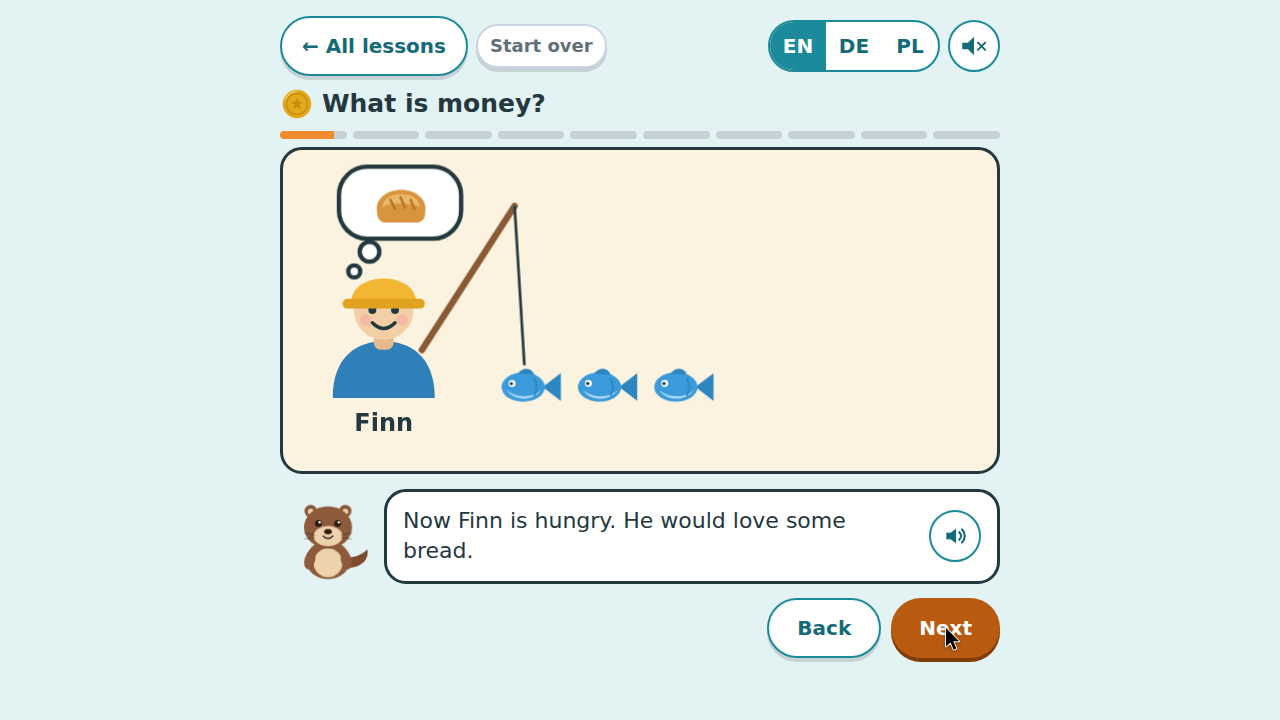 ← All lessons
Start over
EN
DE
PL
What is money?
Finn
Now Finn is hungry. He would love some
bread.
Back
Next